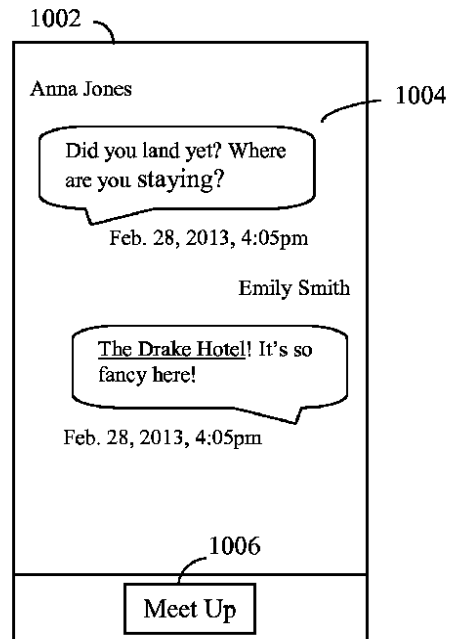 1002
Anna Jones
1004
Did you land yet? Where
are you staying?
Feb. 28, 2013, 4:05pm
Emily Smith
The Drake Hotel! It's so
fancy here!
Feb. 28, 2013, 4:05pm
1006
Meet Up